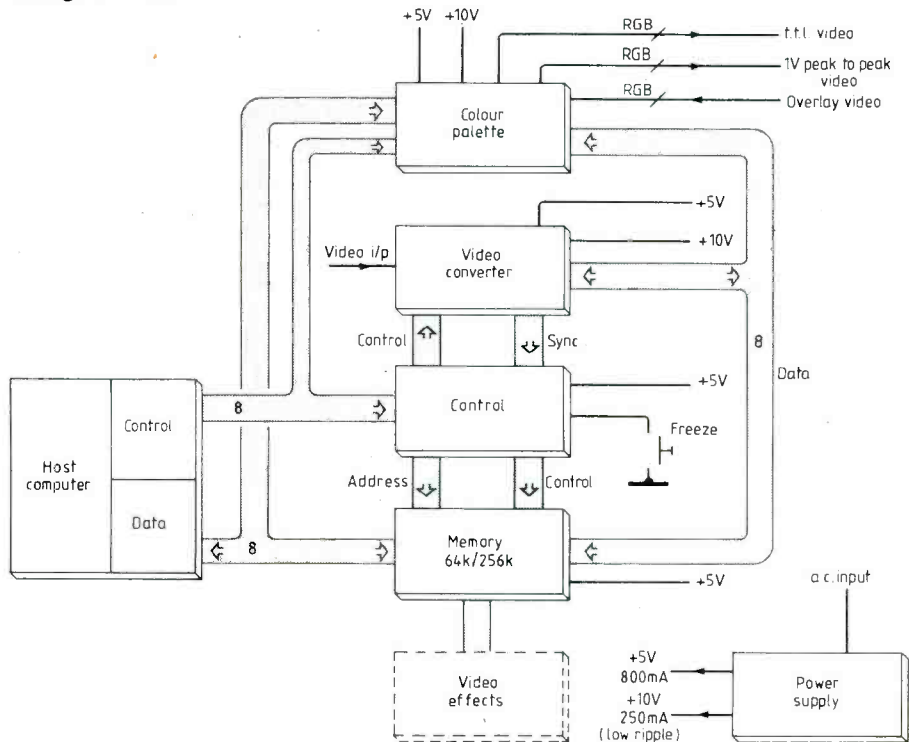 +5V
+10V
RGB
t.t.l. video
RGB
1V peak to peak
video
RGB
Overlay video
Colour
palette
+5V
+10V
Video i/p
Video
converter
Control
Sync
8
Data
+5V
Control
Freeze
8
Host
computer
Control
Data
Address
Control
8
Memory
64k/256k
+5V
a.c. input
Video
effects
+5V
800mA
+10V
250mA
(low ripple)
Power
supply